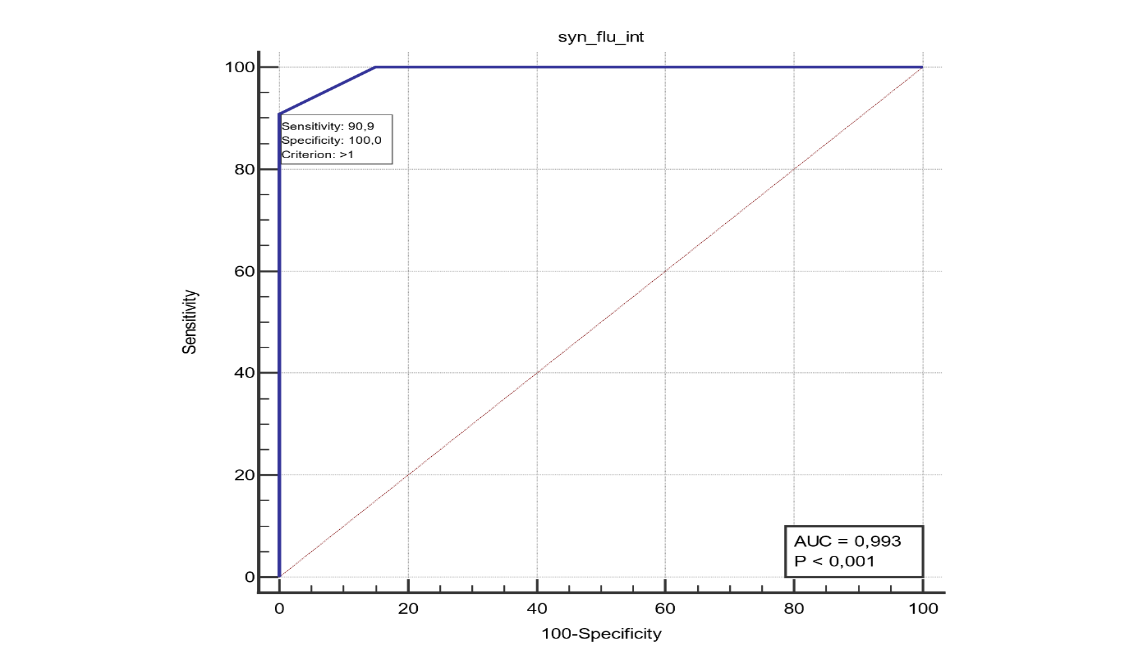 syn_flu_int
100
80
60
40
20
0
Sensitivity
Sensitivity: 90,9
Specificity: 100,0
Criterion: >1
AUC = 0,993
P < 0,001
0 20 40 60 80 100
100-Specificity